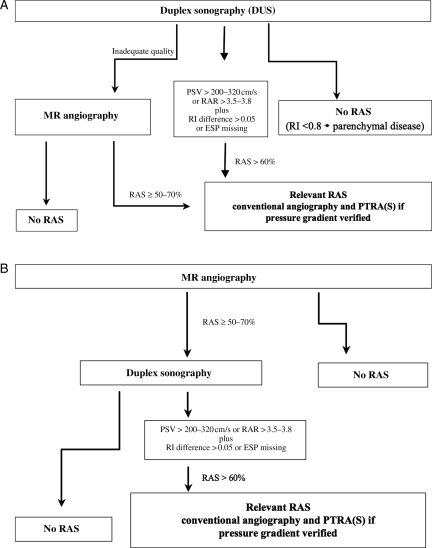 A
Duplex sonography (DUS)
Inadequate quality
PSV > 200–320 cm/s
or RAR > 3.5–3.8
plus
RI difference > 0.05
or ESP missing
MR angiography
No RAS
(RI <0.8 → parenchymal disease)
RAS > 60%
RAS ≥ 50–70%
No RAS
Relevant RAS
conventional angiography and PTRA(S) if
pressure gradient verified
B
MR angiography
RAS ≥ 50–70%
Duplex sonography
No RAS
PSV > 200–320 cm/s or RAR > 3.5–3.8
plus
RI difference > 0.05 or ESP missing
RAS > 60%
No RAS
Relevant RAS
conventional angiography and PTRA(S) if
pressure gradient verified